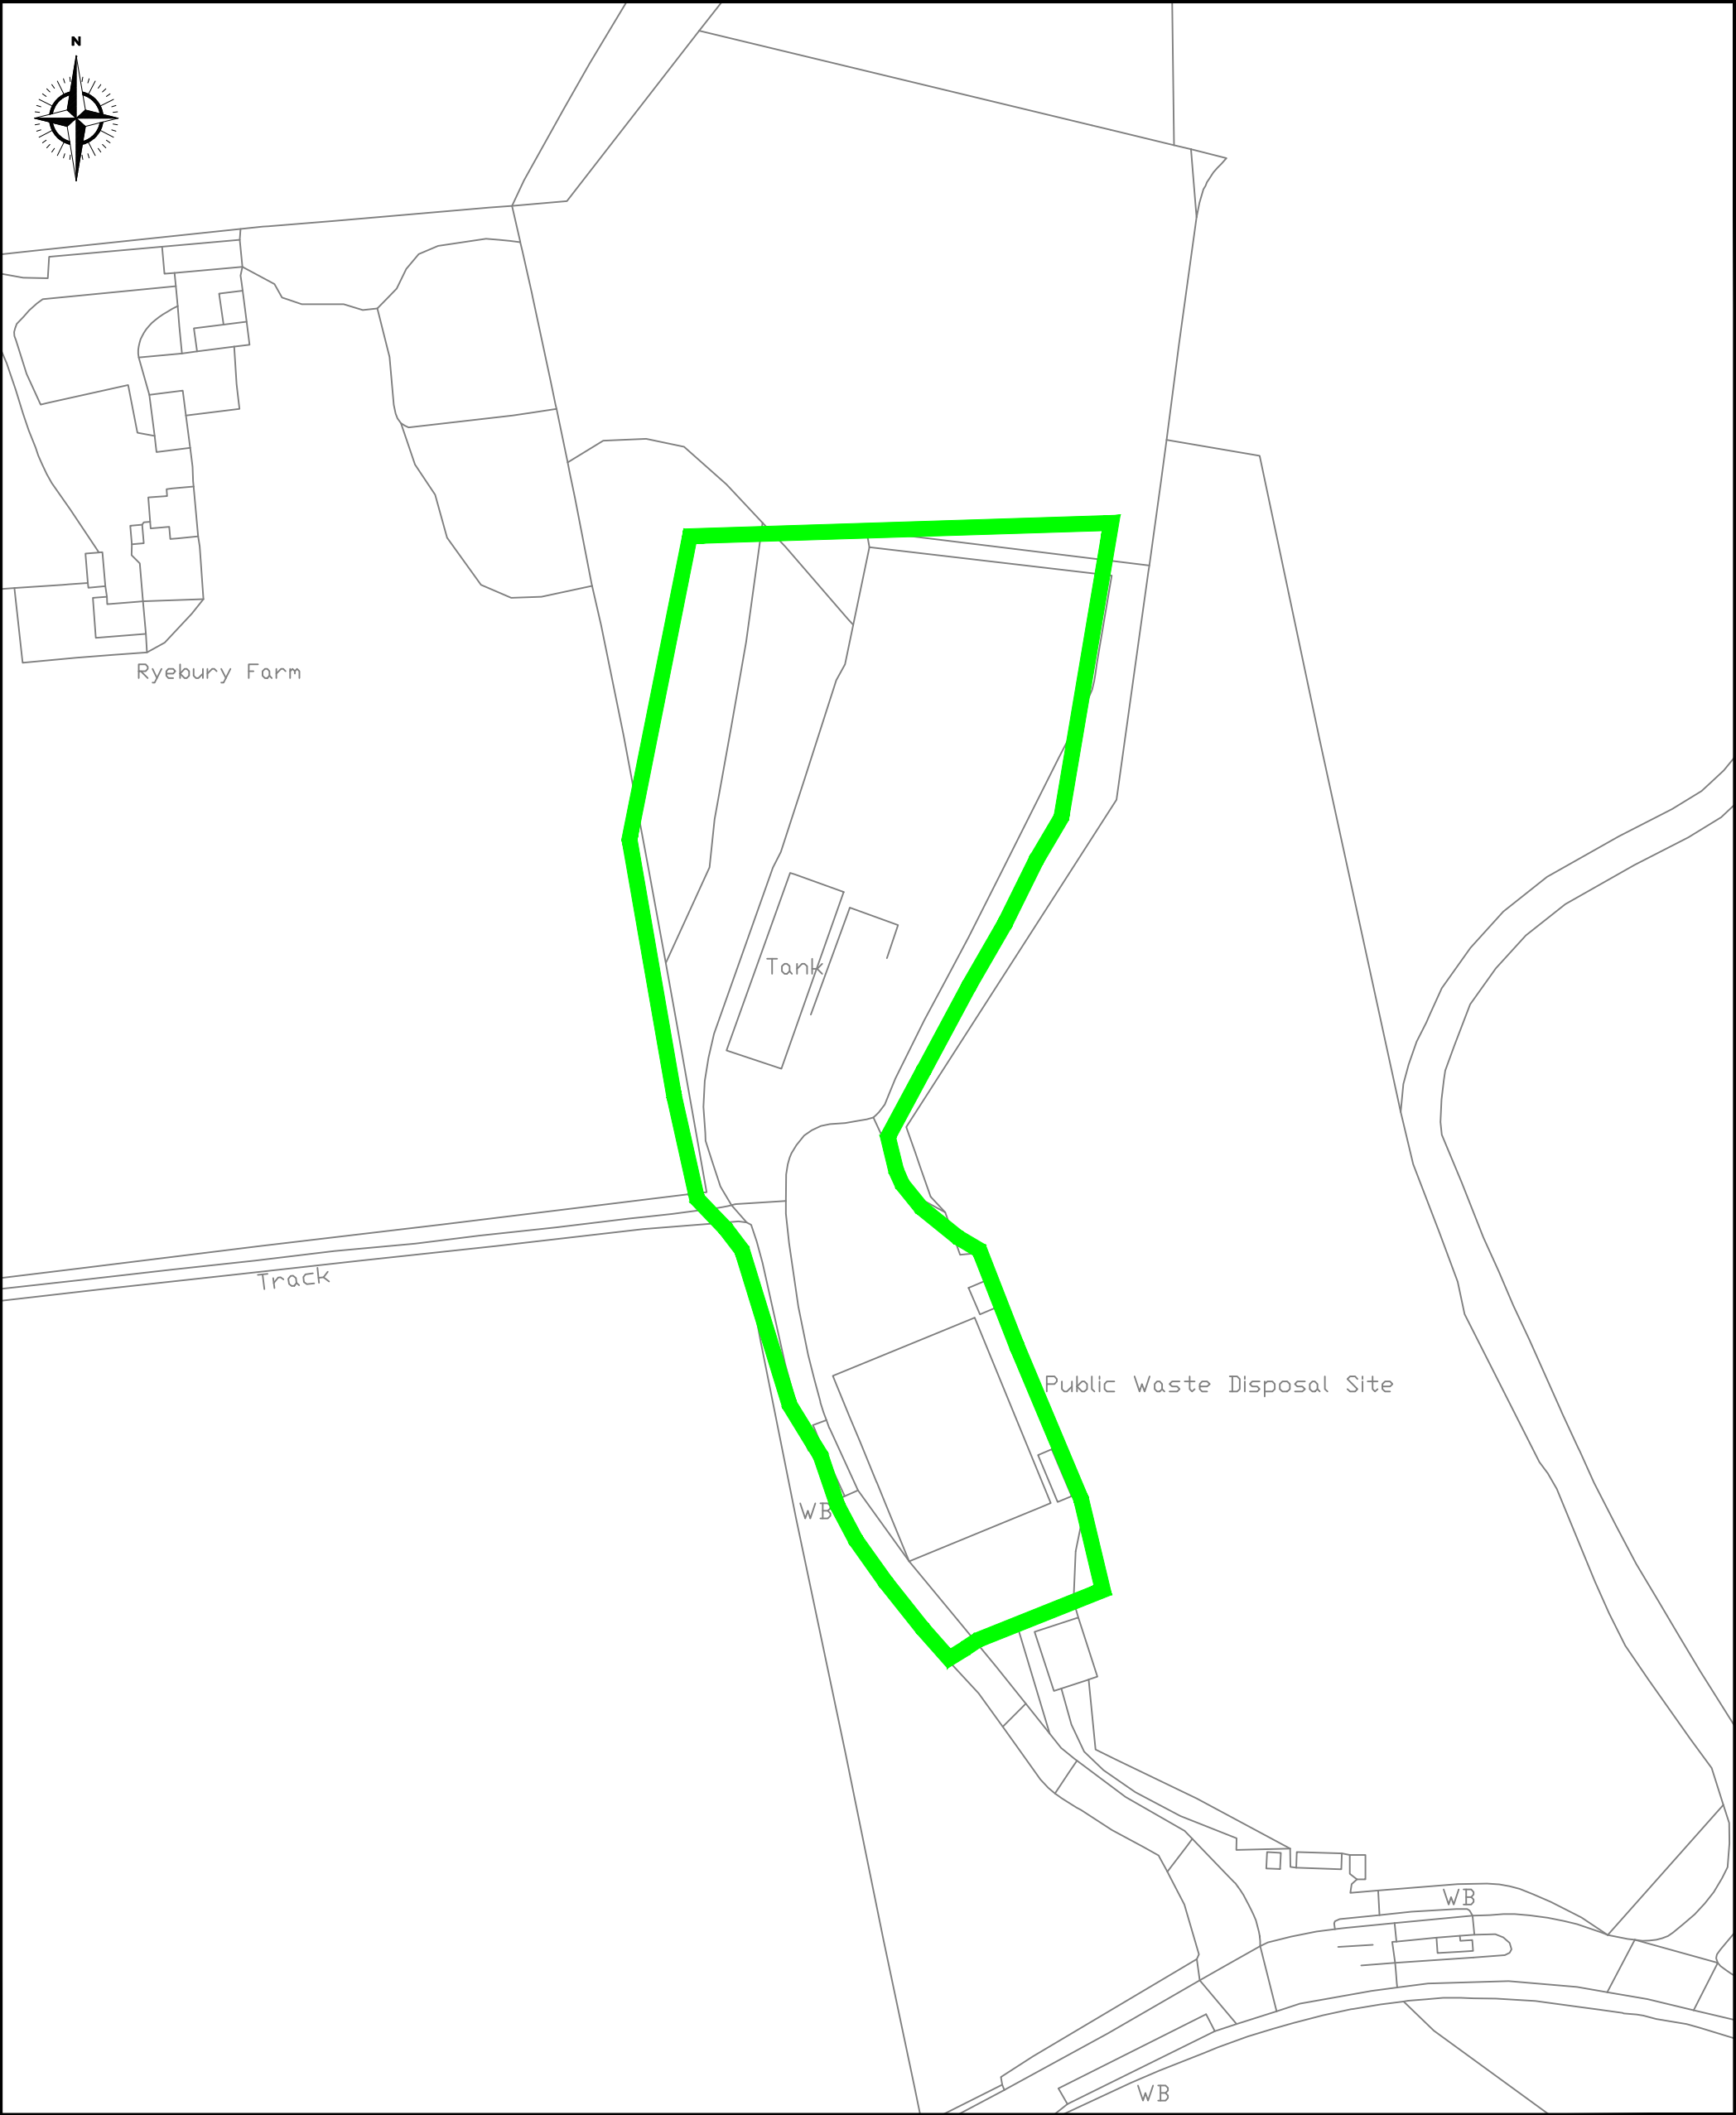 N
Ryebury Farm
Tank
Track
Public Waste Disposal Site
WB
WB
WB